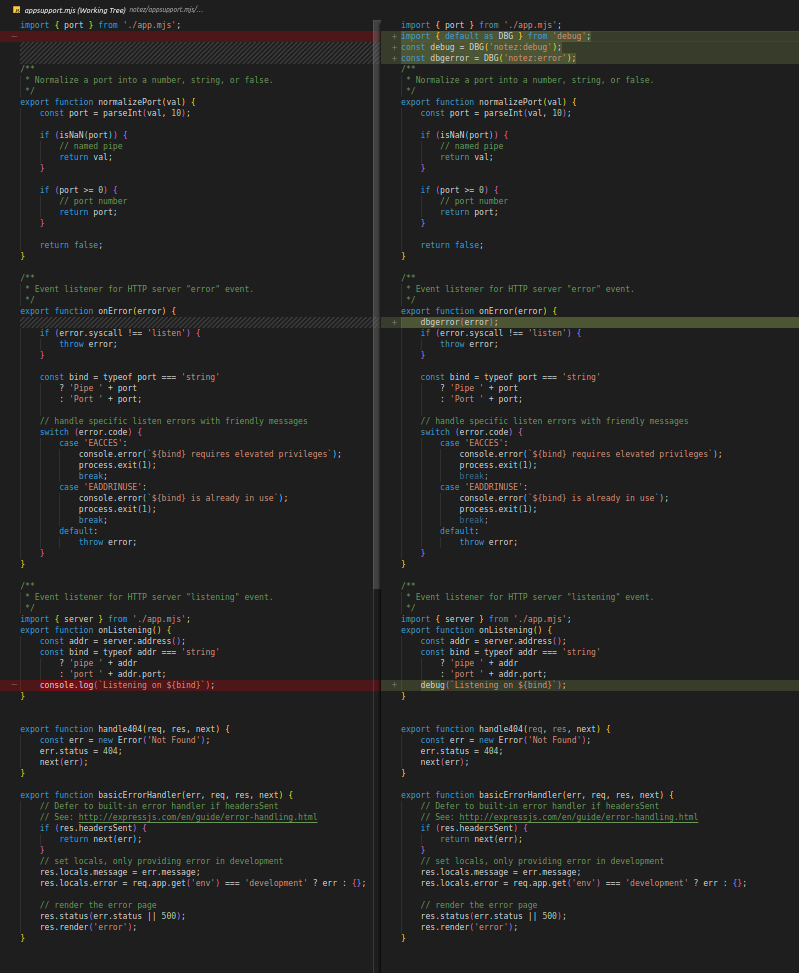 appsupport.mjs (Working Tree) notez/appsupport.mjs/...
import { port } from './app.mjs';
/**
 * Normalize a port into a number, string, or false.
 */
export function normalizePort(val) {
    const port = parseInt(val, 10);
    if (isNaN(port)) {
        // named pipe
        return val;
    }
    if (port >= 0) {
        // port number
        return port;
    }
    return false;
}
/**
 * Event listener for HTTP server "error" event.
 */
export function onError(error) {
    if (error.syscall !== 'listen') {
        throw error;
    }
    const bind = typeof port === 'string'
        ? 'Pipe ' + port
        : 'Port ' + port;
    // handle specific listen errors with friendly messages
    switch (error.code) {
        case 'EACCES':
            console.error(`${bind} requires elevated privileges`);
            process.exit(1);
            break;
        case 'EADDRINUSE':
            console.error(`${bind} is already in use`);
            process.exit(1);
            break;
        default:
            throw error;
    }
}
/**
 * Event listener for HTTP server "listening" event.
 */
import { server } from './app.mjs';
export function onListening() {
    const addr = server.address();
    const bind = typeof addr === 'string'
        ? 'pipe ' + addr
        : 'port ' + addr.port;
−    console.log(`Listening on ${bind}`);
}
export function handle404(req, res, next) {
    const err = new Error('Not Found');
    err.status = 404;
    next(err);
}
export function basicErrorHandler(err, req, res, next) {
    // Defer to built-in error handler if headersSent
    // See: http://expressjs.com/en/guide/error-handling.html
    if (res.headersSent) {
        return next(err);
    }
    // set locals, only providing error in development
    res.locals.message = err.message;
    res.locals.error = req.app.get('env') === 'development' ? err : {};
    // render the error page
    res.status(err.status || 500);
    res.render('error');
}
import { port } from './app.mjs';
+ import { default as DBG } from 'debug';
+ const debug = DBG('notez:debug');
+ const dbgerror = DBG('notez:error');
/**
 * Normalize a port into a number, string, or false.
 */
export function normalizePort(val) {
    const port = parseInt(val, 10);
    if (isNaN(port)) {
        // named pipe
        return val;
    }
    if (port >= 0) {
        // port number
        return port;
    }
    return false;
}
/**
 * Event listener for HTTP server "error" event.
 */
export function onError(error) {
+    dbgerror(error);
    if (error.syscall !== 'listen') {
        throw error;
    }
    const bind = typeof port === 'string'
        ? 'Pipe ' + port
        : 'Port ' + port;
    // handle specific listen errors with friendly messages
    switch (error.code) {
        case 'EACCES':
            console.error(`${bind} requires elevated privileges`);
            process.exit(1);
            break;
        case 'EADDRINUSE':
            console.error(`${bind} is already in use`);
            process.exit(1);
            break;
        default:
            throw error;
    }
}
/**
 * Event listener for HTTP server "listening" event.
 */
import { server } from './app.mjs';
export function onListening() {
    const addr = server.address();
    const bind = typeof addr === 'string'
        ? 'pipe ' + addr
        : 'port ' + addr.port;
+    debug(`Listening on ${bind}`);
}
export function handle404(req, res, next) {
    const err = new Error('Not Found');
    err.status = 404;
    next(err);
}
export function basicErrorHandler(err, req, res, next) {
    // Defer to built-in error handler if headersSent
    // See: http://expressjs.com/en/guide/error-handling.html
    if (res.headersSent) {
        return next(err);
    }
    // set locals, only providing error in development
    res.locals.message = err.message;
    res.locals.error = req.app.get('env') === 'development' ? err : {};
    // render the error page
    res.status(err.status || 500);
    res.render('error');
}